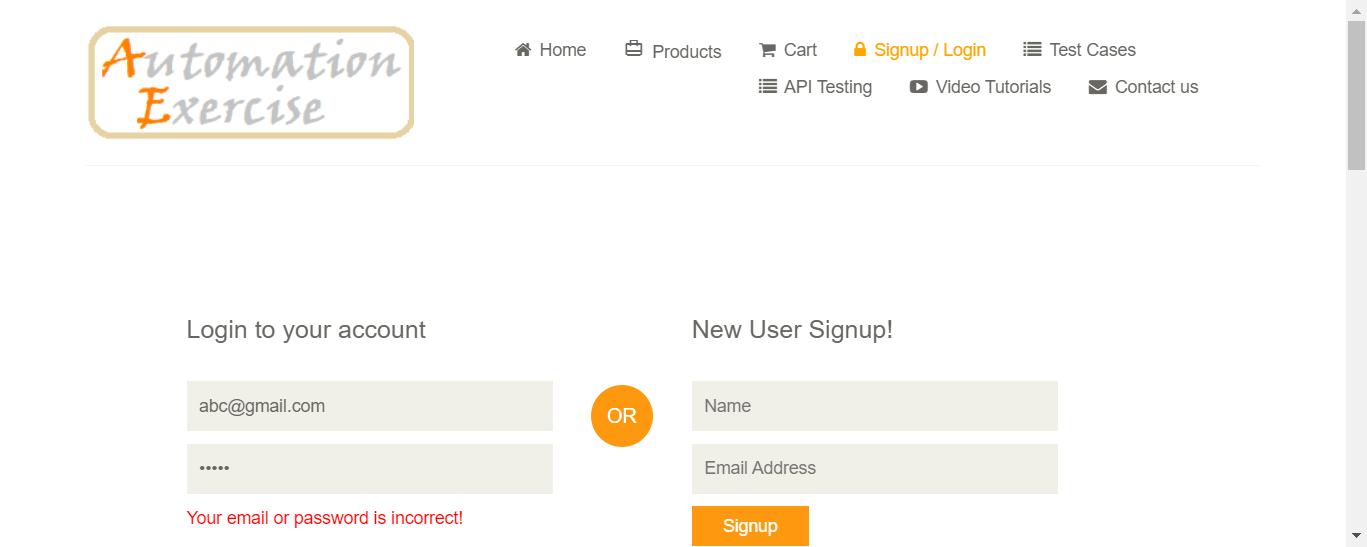 Automation
Exercise
Home Products Cart Signup / Login Test Cases
API Testing Video Tutorials Contact us
Login to your account
abc@gmail.com
•••••
Your email or password is incorrect!
OR
New User Signup!
Name
Email Address
Signup